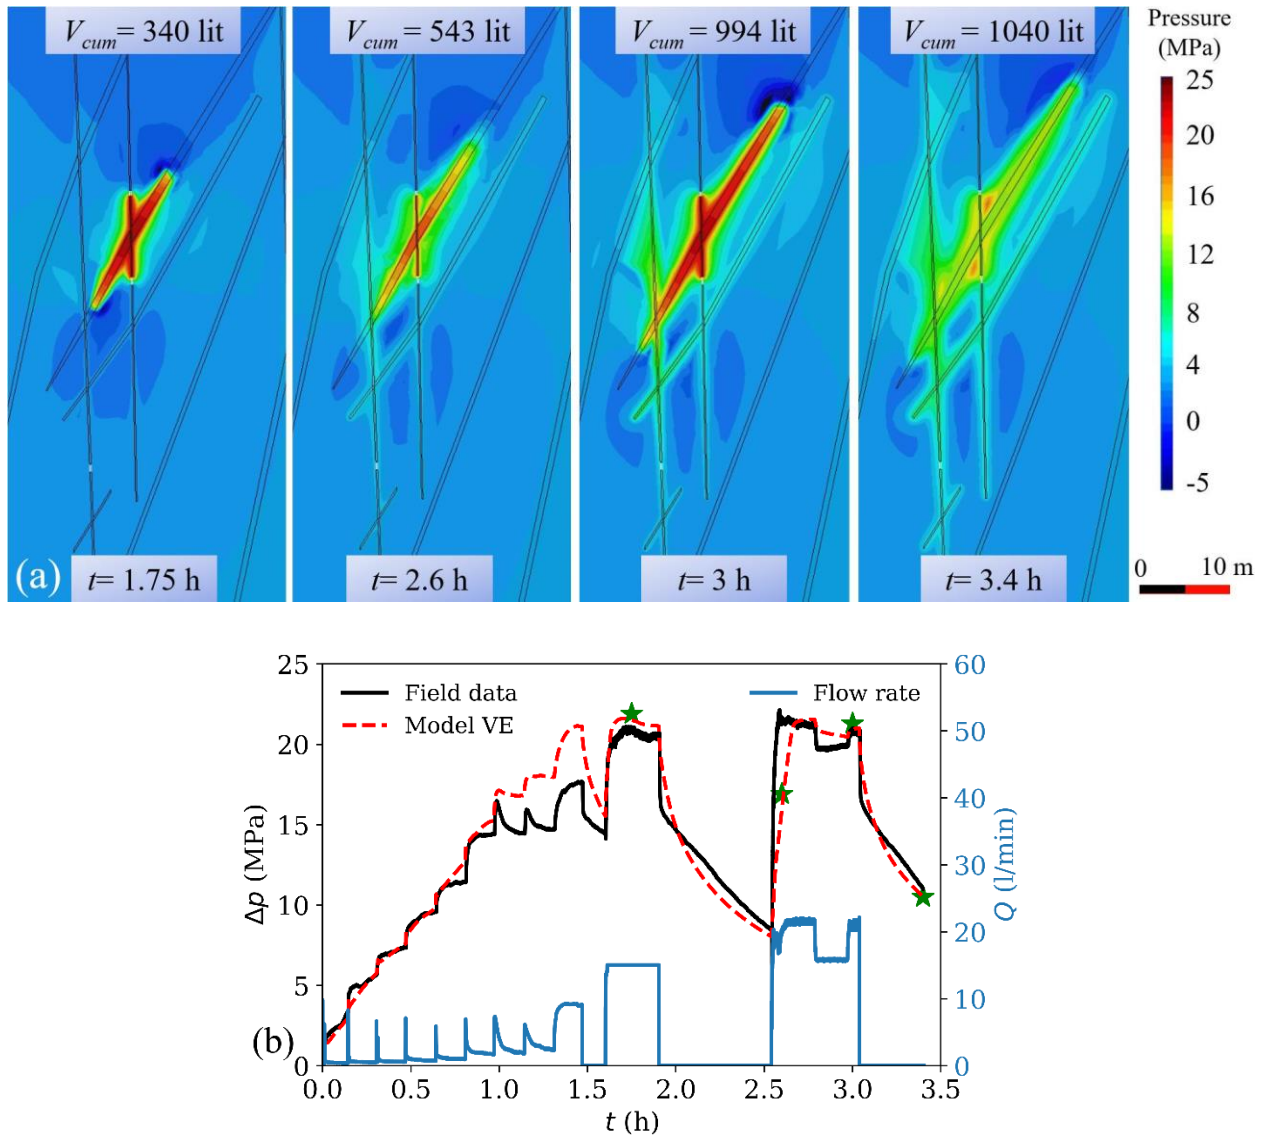 V_cum = 340 lit
V_cum = 543 lit
V_cum = 994 lit
V_cum = 1040 lit
Pressure
(MPa)
25
20
16
12
8
4
0
-5
(a)
t= 1.75 h
t= 2.6 h
t= 3 h
t= 3.4 h
0 10 m
25
20
15
10
5
0
Δp (MPa)
Field data
Model VE
Flow rate
60
50
40
30
20
10
0
Q (l/min)
(b)
0.0 0.5 1.0 1.5 2.0 2.5 3.0 3.5
t (h)